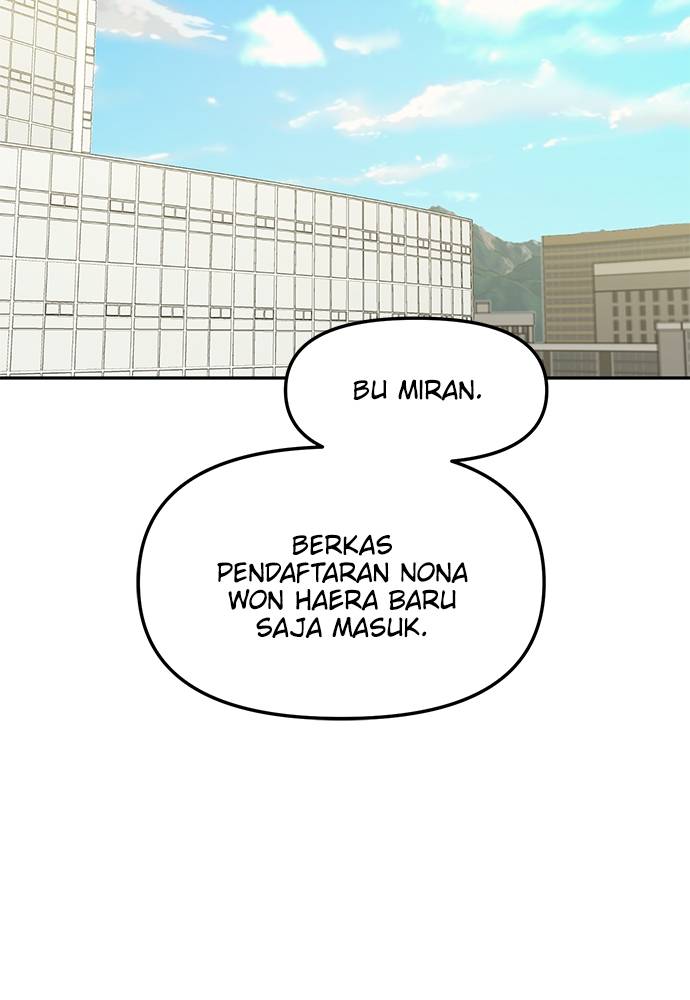 BU MIRAN.
BERKAS
PENDAFTARAN NONA
WON HAERA BARU
SAJA MASUK.